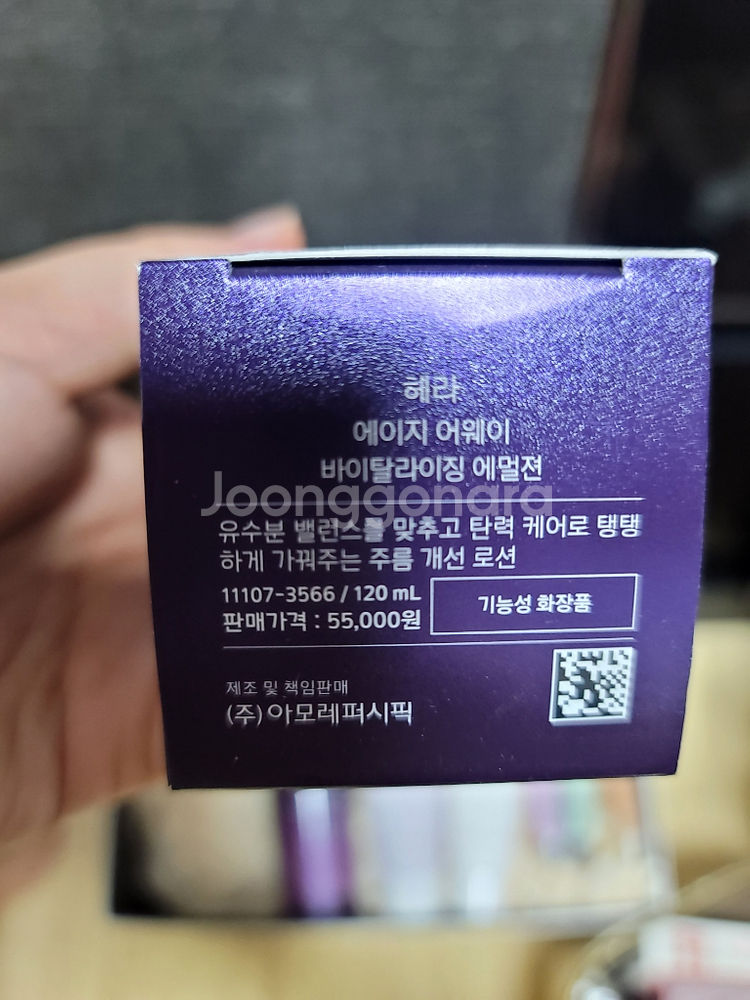 헤라
에이지 어웨이
바이탈라이징 에멀젼
Joonggonara
유수분 밸런스를 맞추고 탄력 케어로 탱탱
하게 가꿔주는 주름 개선 로션
11107-3566 / 120 mL
판매가격 : 55,000원
기능성 화장품
제조 및 책임판매
(주)아모레퍼시픽